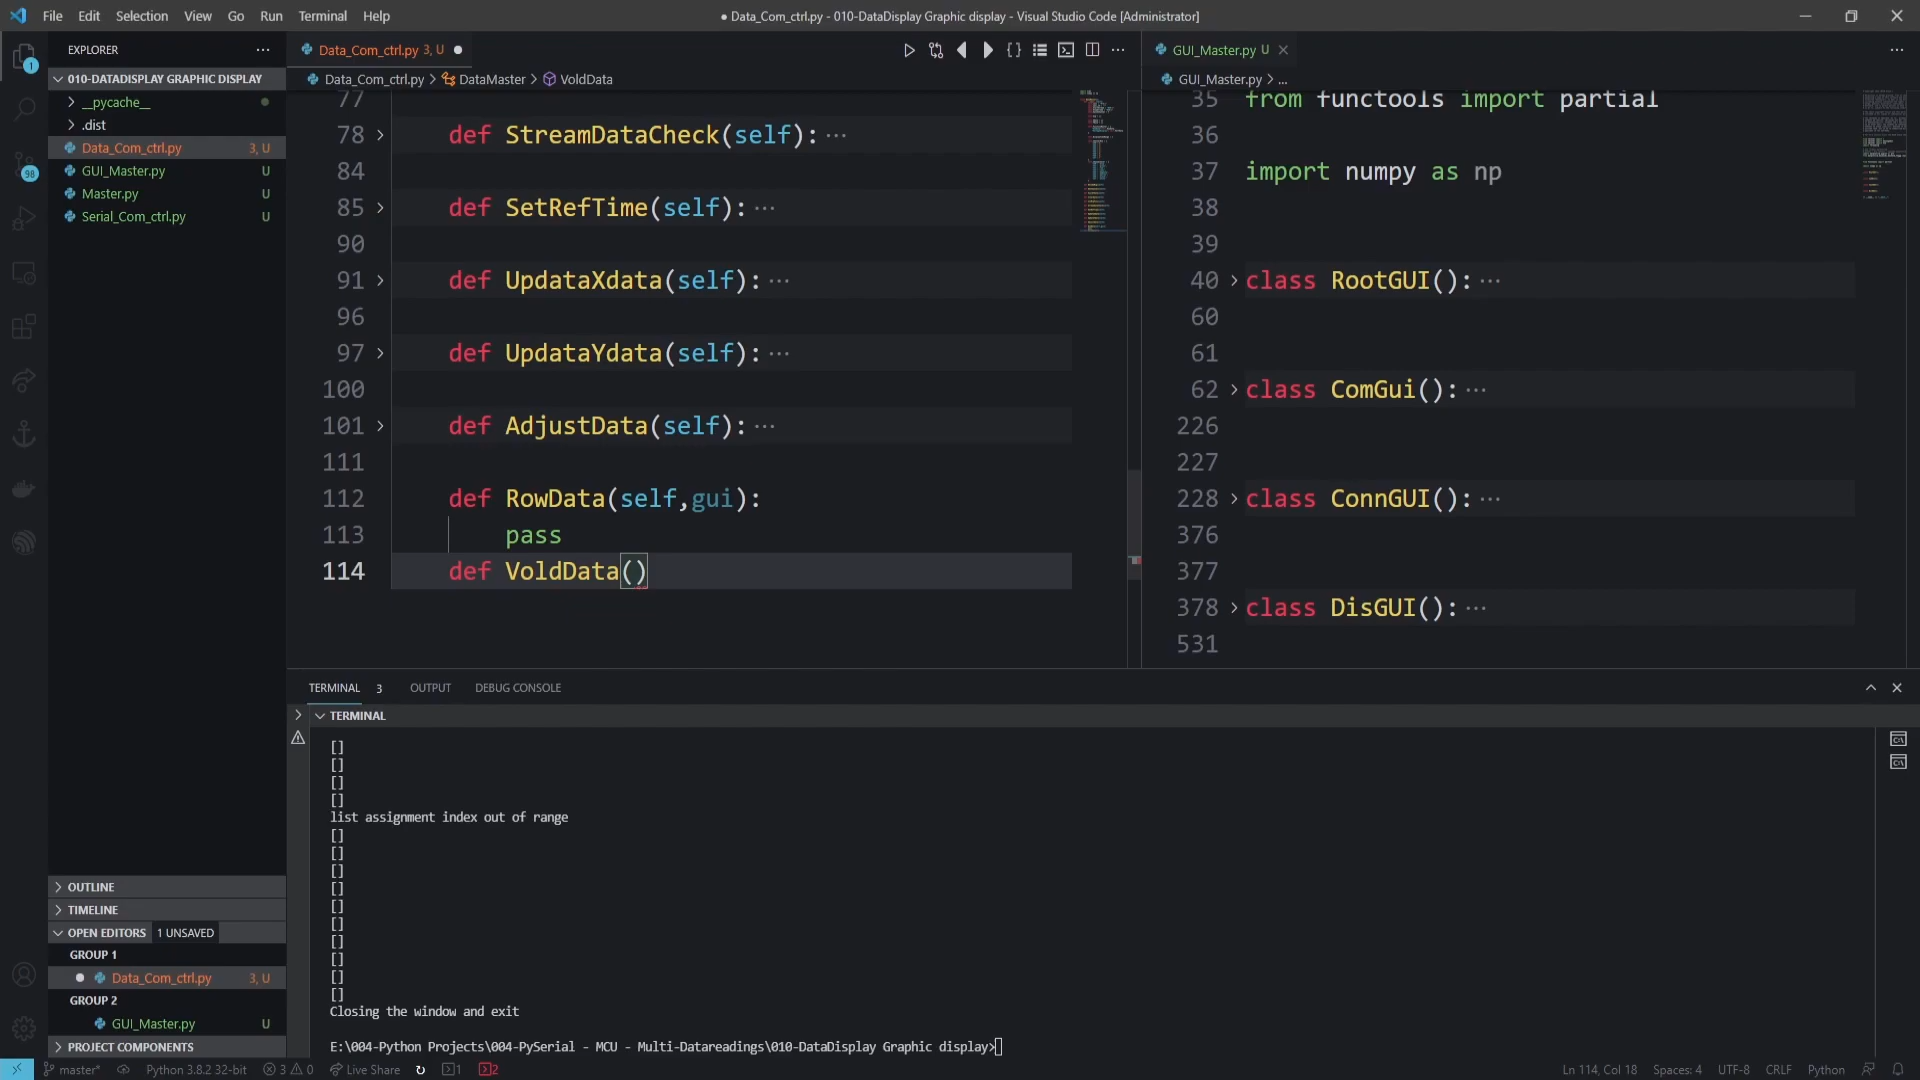 File Edit Selection View Go Run Terminal Help
● Data_Com_ctrl.py - 010-DataDisplay Graphic display - Visual Studio Code [Administrator]
EXPLORER
010-DATADISPLAY GRAPHIC DISPLAY
__pycache__
.dist
Data_Com_ctrl.py 3, U
GUI_Master.py U
Master.py U
Serial_Com_ctrl.py U
1
98
OUTLINE
TIMELINE
OPEN EDITORS 1 UNSAVED
GROUP 1
Data_Com_ctrl.py 3, U
GROUP 2
GUI_Master.py U
PROJECT COMPONENTS
Data_Com_ctrl.py 3, U
Data_Com_ctrl.py > DataMaster > VoldData
77
78 def StreamDataCheck(self):···
84
85 def SetRefTime(self):···
90
91 def UpdataXdata(self):···
96
97 def UpdataYdata(self):···
100
101 def AdjustData(self):···
111
112 def RowData(self,gui):
113 pass
114 def VoldData()
GUI_Master.py U
GUI_Master.py > ...
35 from functools import partial
36
37 import numpy as np
38
39
40 class RootGUI():···
60
61
62 class ComGui():···
226
227
228 class ConnGUI():···
376
377
378 class DisGUI():···
531
TERMINAL 3 OUTPUT DEBUG CONSOLE
TERMINAL
[]
[]
[]
[]
list assignment index out of range
[]
[]
[]
[]
[]
[]
[]
[]
[]
[]
Closing the window and exit
E:\004-Python Projects\004-PySerial - MCU - Multi-Datareadings\010-DataDisplay Graphic display>
master* Python 3.8.2 32-bit 3 0 Live Share 1 2
Ln 114, Col 18 Spaces: 4 UTF-8 CRLF Python